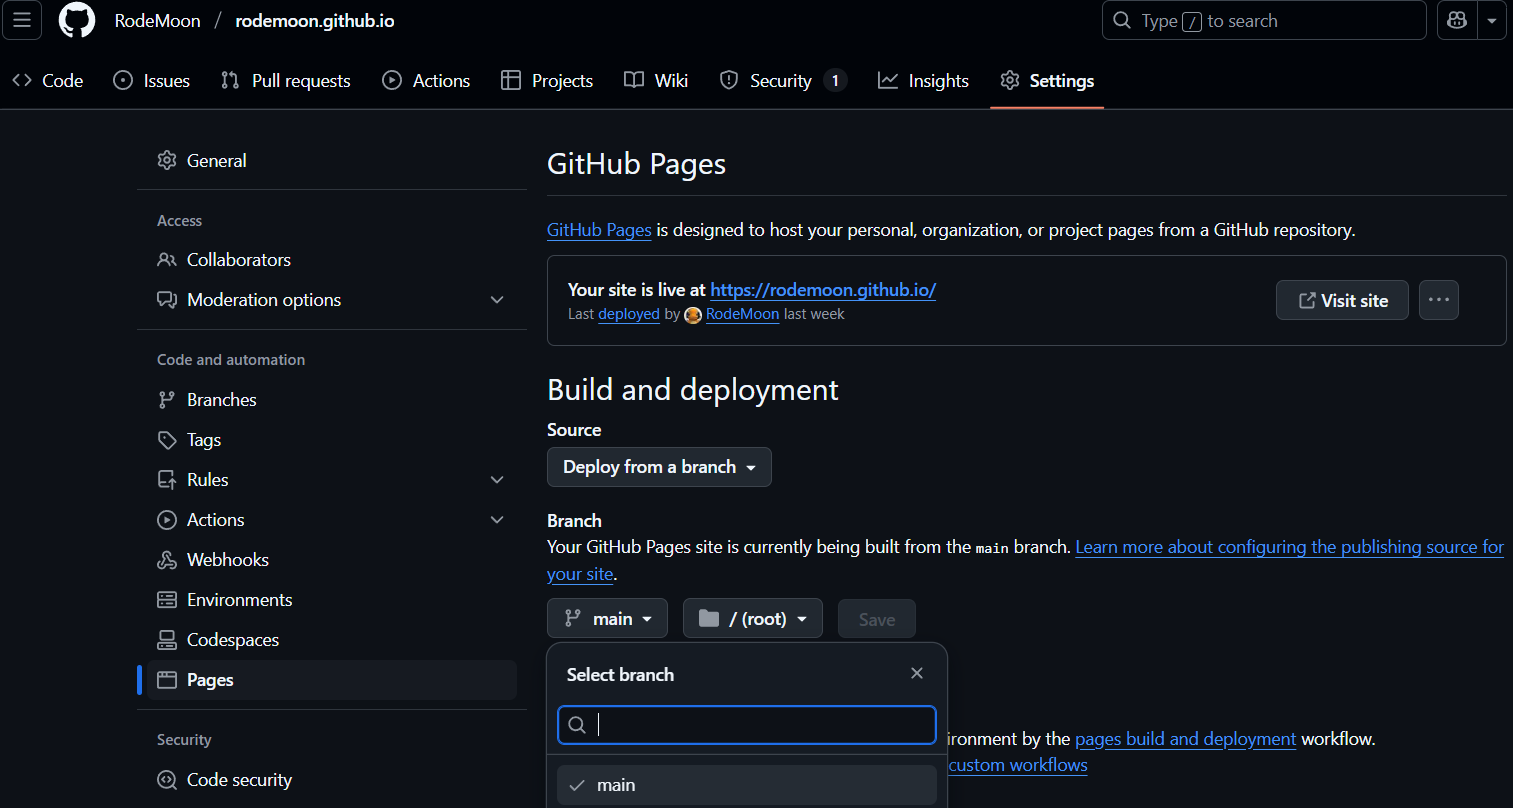 RodeMoon / rodemoon.github.io
Type / to search
Code Issues Pull requests Actions Projects Wiki Security 1 Insights Settings
General
Access
Collaborators
Moderation options
Code and automation
Branches
Tags
Rules
Actions
Webhooks
Environments
Codespaces
Pages
Security
Code security
GitHub Pages
GitHub Pages is designed to host your personal, organization, or project pages from a GitHub repository.
Your site is live at https://rodemoon.github.io/
Last deployed by RodeMoon last week
Visit site
Build and deployment
Source
Deploy from a branch
Branch
Your GitHub Pages site is currently being built from the main branch. Learn more about configuring the publishing source for
your site.
main / (root) Save
Select branch
main
ironment by the pages build and deployment workflow.
custom workflows